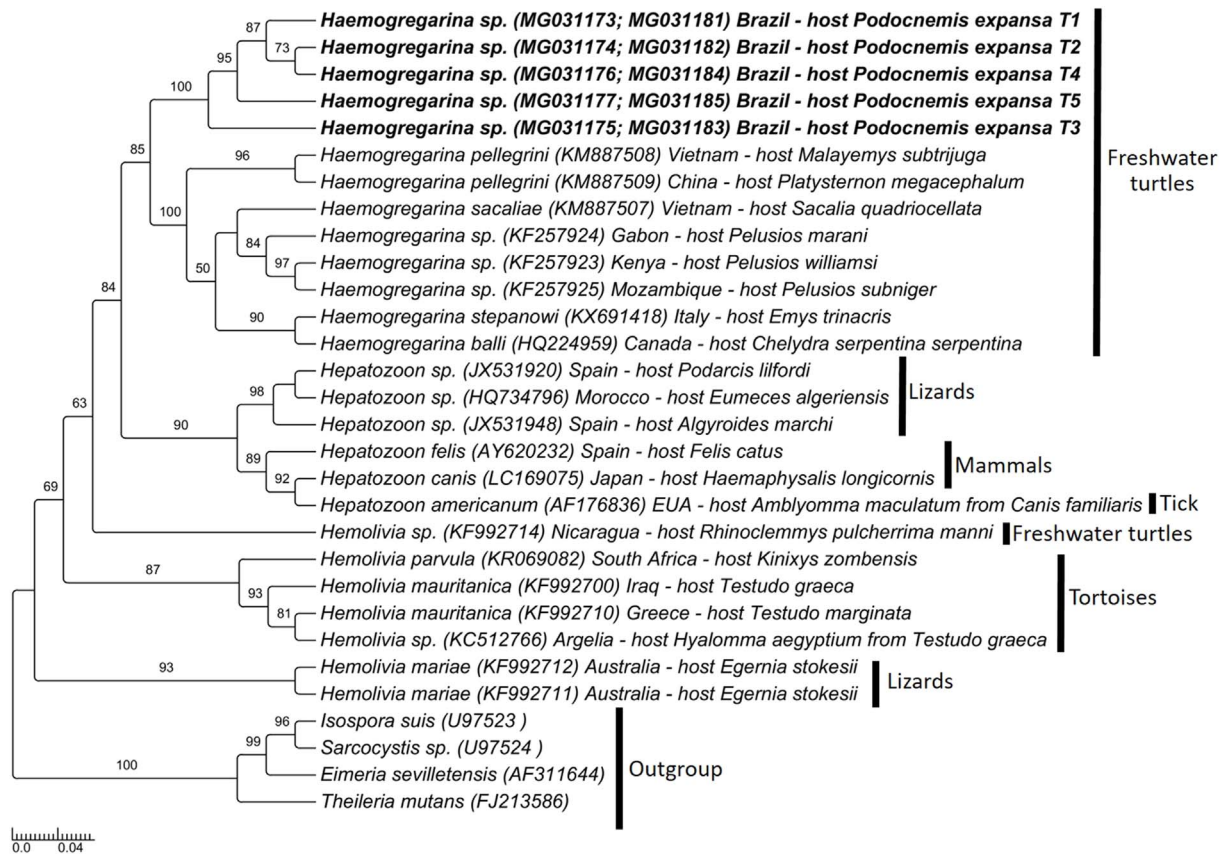 Haemogregarina sp. (MG031173; MG031181) Brazil - host Podocnemis expansa T1
87
Haemogregarina sp. (MG031174; MG031182) Brazil - host Podocnemis expansa T2
73
95
Haemogregarina sp. (MG031176; MG031184) Brazil - host Podocnemis expansa T4
100
Haemogregarina sp. (MG031177; MG031185) Brazil - host Podocnemis expansa T5
Haemogregarina sp. (MG031175; MG031183) Brazil - host Podocnemis expansa T3
85
96
Haemogregarina pellegrini (KM887508) Vietnam - host Malayemys subtrijuga
Freshwater
turtles
Haemogregarina pellegrini (KM887509) China - host Platysternon megacephalum
100
Haemogregarina sacaliae (KM887507) Vietnam - host Sacalia quadriocellata
84
Haemogregarina sp. (KF257924) Gabon - host Pelusios marani
97
Haemogregarina sp. (KF257923) Kenya - host Pelusios williamsi
50
84
Haemogregarina sp. (KF257925) Mozambique - host Pelusios subniger
90
Haemogregarina stepanowi (KX691418) Italy - host Emys trinacris
Haemogregarina balli (HQ224959) Canada - host Chelydra serpentina serpentina
Hepatozoon sp. (JX531920) Spain - host Podarcis lilfordi
98
Hepatozoon sp. (HQ734796) Morocco - host Eumeces algeriensis
Lizards
63
90
Hepatozoon sp. (JX531948) Spain - host Algyroides marchi
89
Hepatozoon felis (AY620232) Spain - host Felis catus
Mammals
92
Hepatozoon canis (LC169075) Japan - host Haemaphysalis longicornis
69
Hepatozoon americanum (AF176836) EUA - host Amblyomma maculatum from Canis familiaris
Tick
Hemolivia sp. (KF992714) Nicaragua - host Rhinoclemmys pulcherrima manni
Freshwater turtles
87
Hemolivia parvula (KR069082) South Africa - host Kinixys zombensis
93
Hemolivia mauritanica (KF992700) Iraq - host Testudo graeca
Tortoises
81
Hemolivia mauritanica (KF992710) Greece - host Testudo marginata
Hemolivia sp. (KC512766) Argelia - host Hyalomma aegyptium from Testudo graeca
93
Hemolivia mariae (KF992712) Australia - host Egernia stokesii
Lizards
Hemolivia mariae (KF992711) Australia - host Egernia stokesii
96
Isospora suis (U97523 )
99
Sarcocystis sp. (U97524 )
100
Eimeria sevilletensis (AF311644)
Outgroup
Theileria mutans (FJ213586)
0.0 0.04